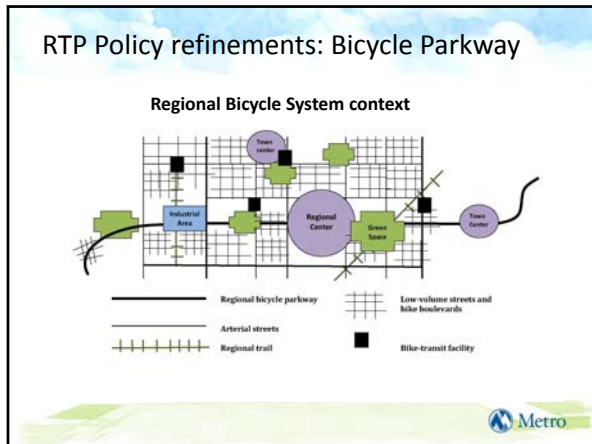 RTP Policy refinements: Bicycle Parkway
Regional Bicycle System context
Town
center
Industrial
Area
Regional
Center
Green
Space
Town
Center
Regional bicycle parkway
Arterial streets
Regional trail
Low-volume streets and
bike boulevards
Bike-transit facility
Metro